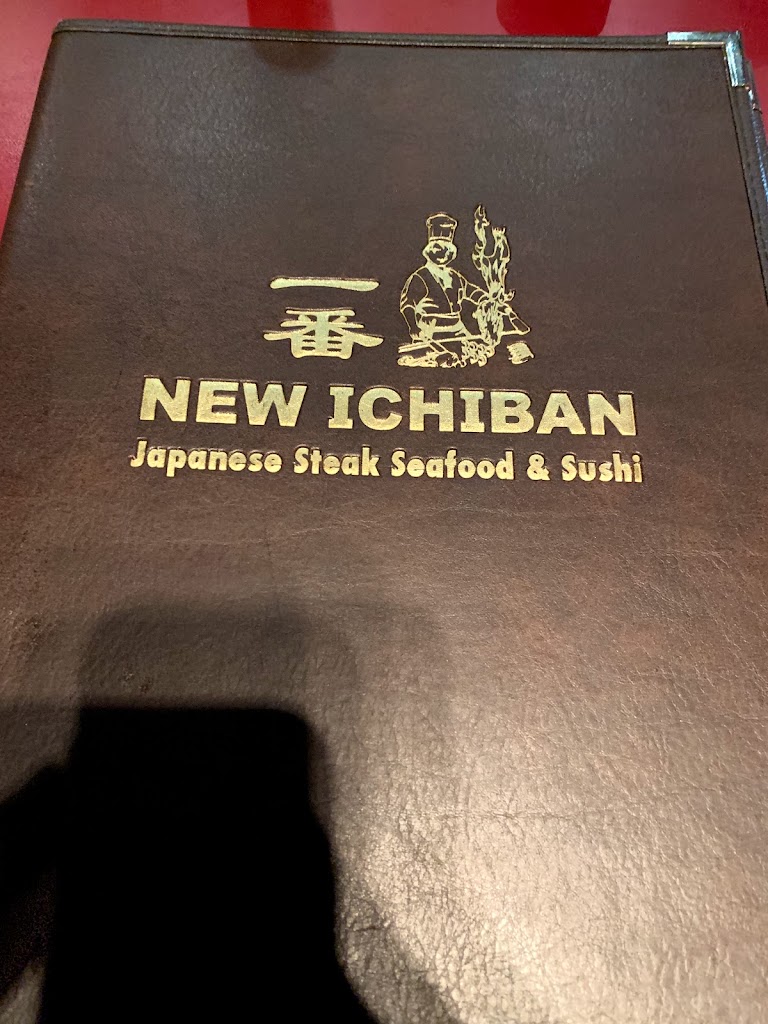 一
番
NEW ICHIBAN
Japanese Steak Seafood & Sushi